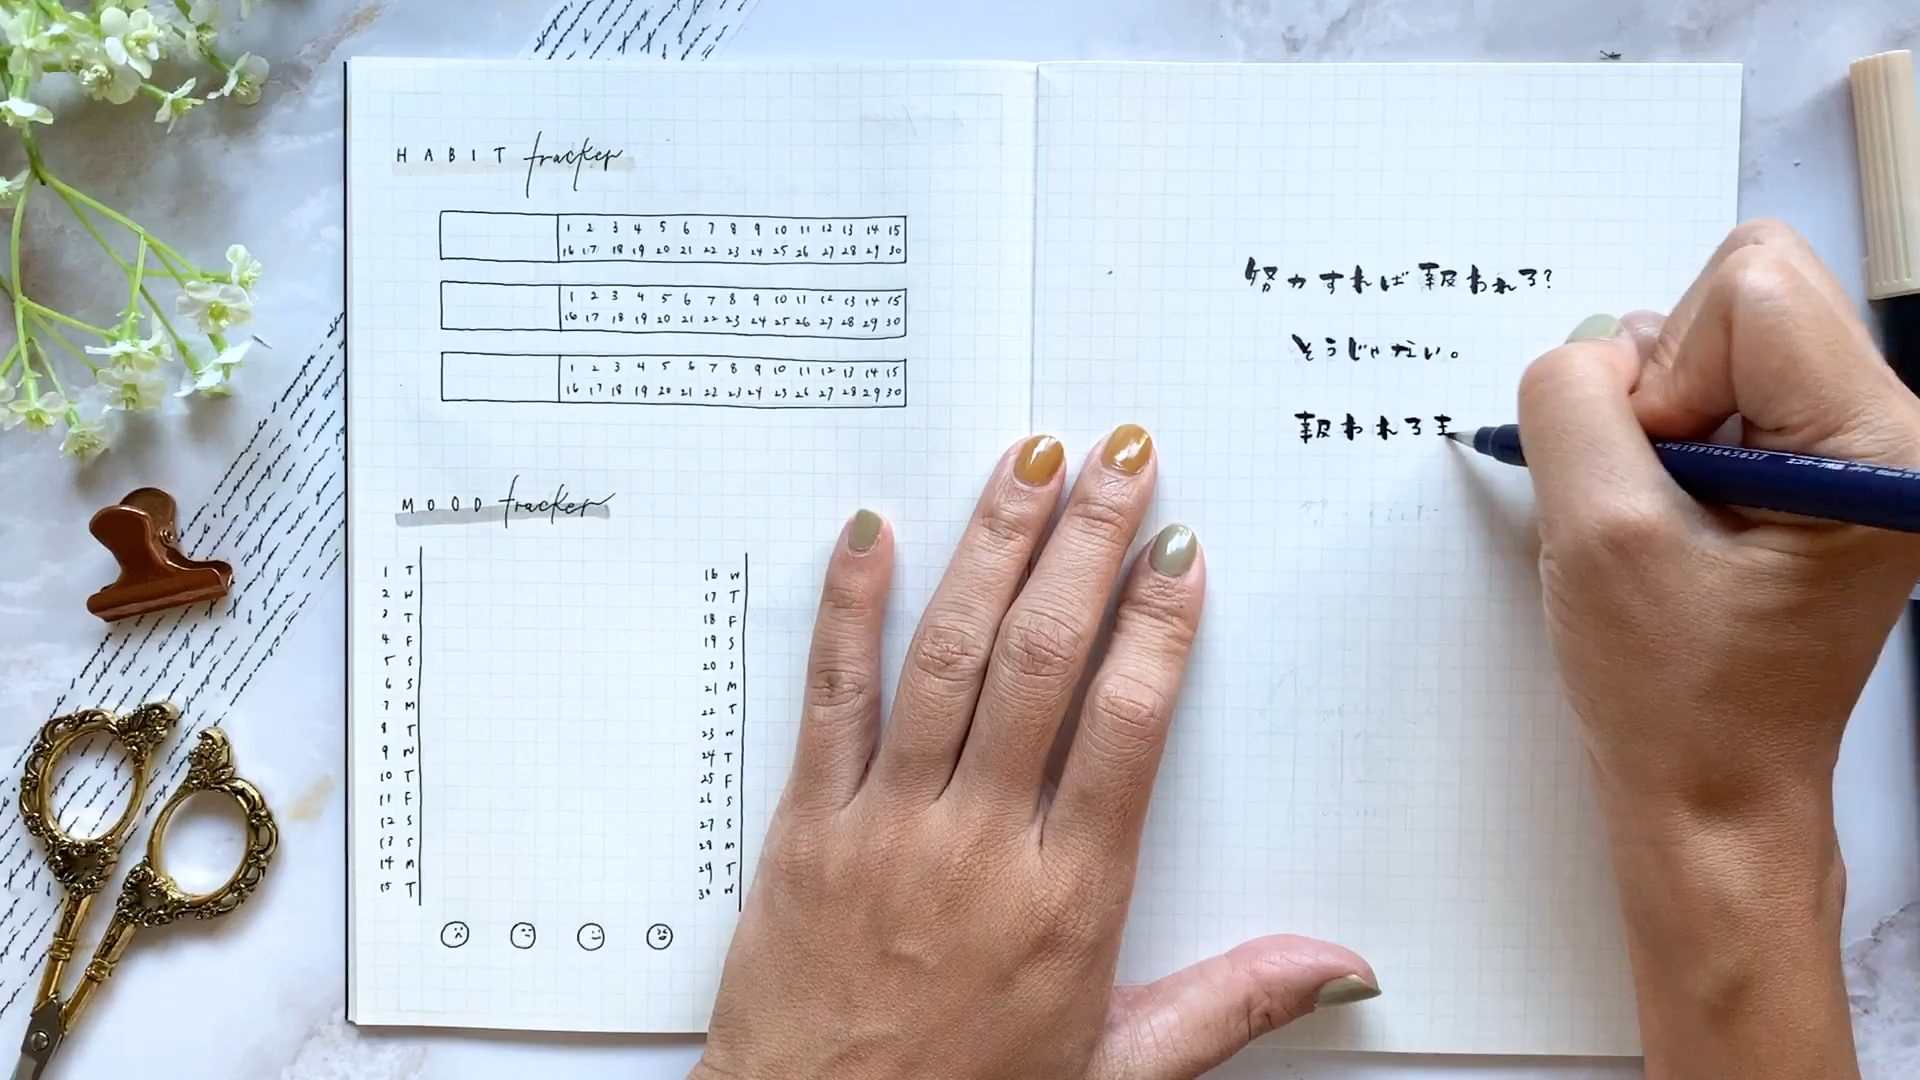 HABIT tracker
1 2 3 4 5 6 7 8 9 10 11 12 13 14 15
16 17 18 19 20 21 22 23 24 25 26 27 28 29 30
1 2 3 4 5 6 7 8 9 10 11 12 13 14 15
16 17 18 19 20 21 22 23 24 25 26 27 28 29 30
1 2 3 4 5 6 7 8 9 10 11 12 13 14 15
16 17 18 19 20 21 22 23 24 25 26 27 28 29 30
MOOD tracker
1 T
2 W
3 T
4 F
5 S
6 S
7 M
8 T
9 W
10 T
11 F
12 S
13 S
14 M
15 T
16 W
17 T
18 F
19 S
20 S
21 M
22 T
23 W
24 T
25 F
26 S
27 S
28 M
29 T
30 W
努力すれば報われる?
そうじゃない。
報われるま
4901991645657